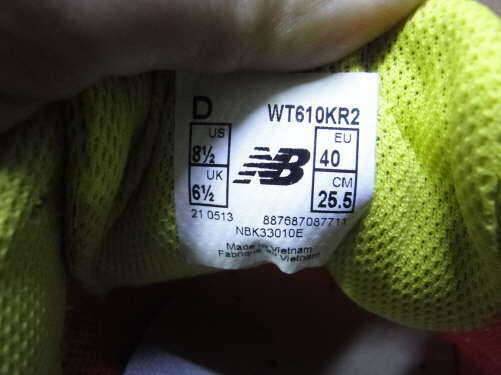 D WT610KR2
US EU
8½ 40
UK CM
6½ 25.5
NB
21 0513 887687087711
NBK33010E
Made in Vietnam
Fabriqué au Vietnam